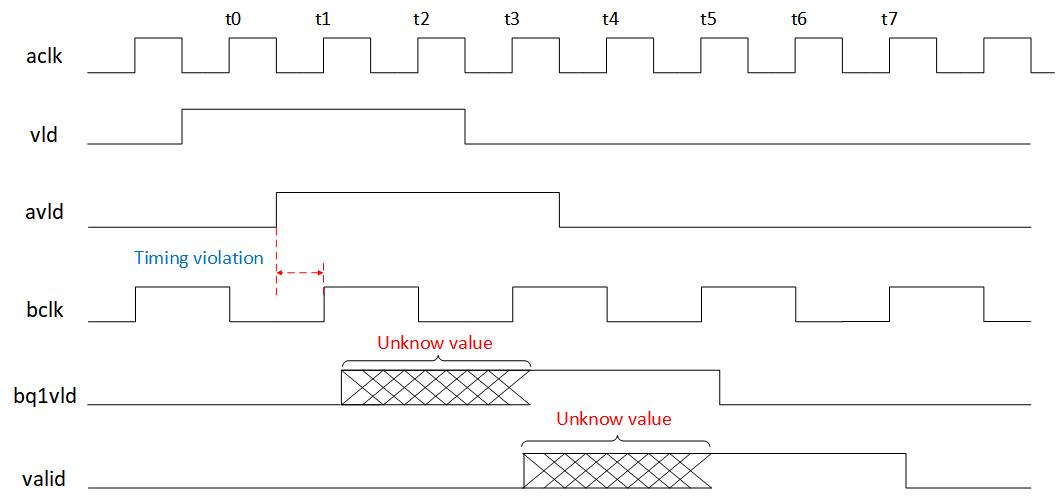 t0 t1 t2 t3 t4 t5 t6 t7
aclk
vld
avld
Timing violation
bclk
Unknow value
bq1vld
Unknow value
valid